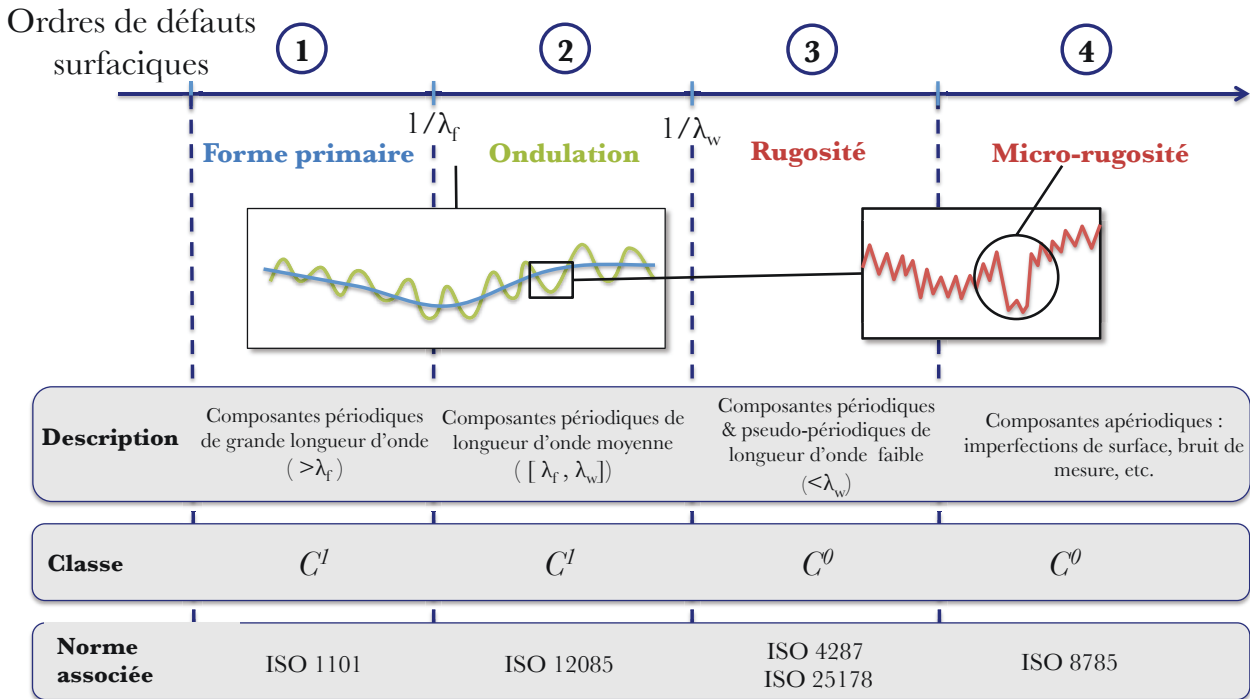 Ordres de défauts
surfaciques
1
2
3
4
1/λf
1/λw
Forme primaire
Ondulation
Rugosité
Micro-rugosité
Description
Composantes périodiques
de grande longueur d'onde
( >λf )
Composantes périodiques de
longueur d'onde moyenne
( [ λf , λw])
Composantes périodiques
& pseudo-périodiques de
longueur d'onde faible
(<λw)
Composantes apériodiques :
imperfections de surface, bruit de
mesure, etc.
Classe
C1
C1
C0
C0
Norme
associée
ISO 1101
ISO 12085
ISO 4287
ISO 25178
ISO 8785